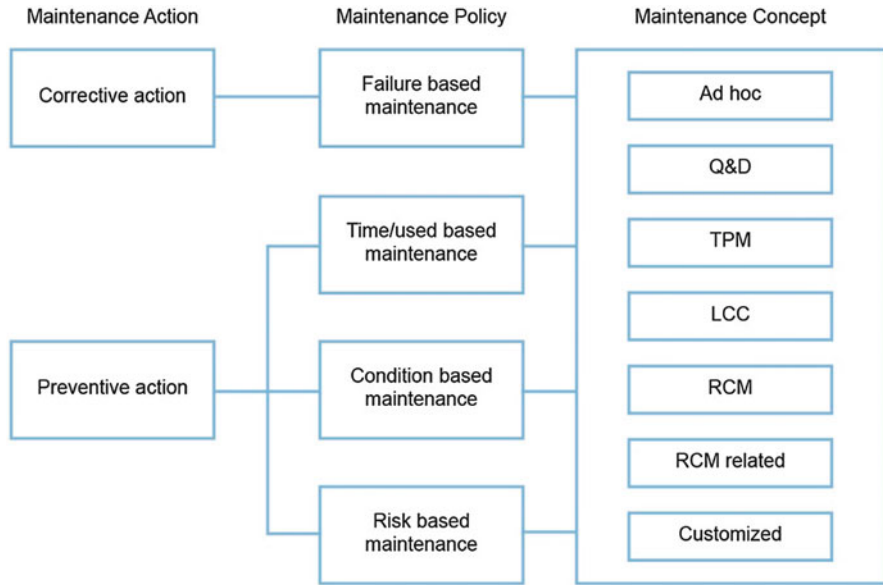 Maintenance Action
Maintenance Policy
Maintenance Concept
Corrective action
Failure based
maintenance
Ad hoc
Q&D
Time/used based
maintenance
TPM
LCC
Preventive action
Condition based
maintenance
RCM
RCM related
Risk based
maintenance
Customized